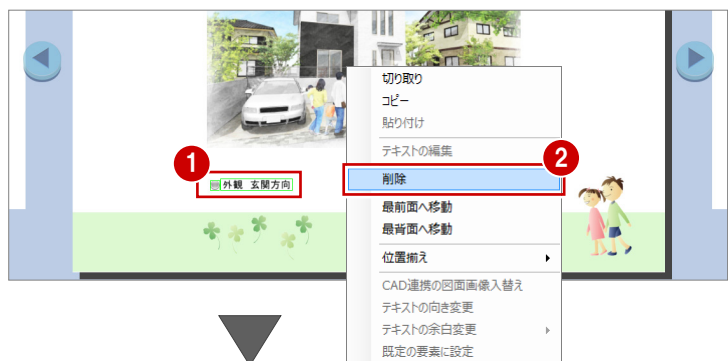 切り取り
コピー
貼り付け
テキストの編集
1
2
外観 玄関方向
削除
最前面へ移動
最背面へ移動
位置揃え
CAD連携の図面画像入替え
テキストの向き変更
テキストの余白変更
既定の要素に設定